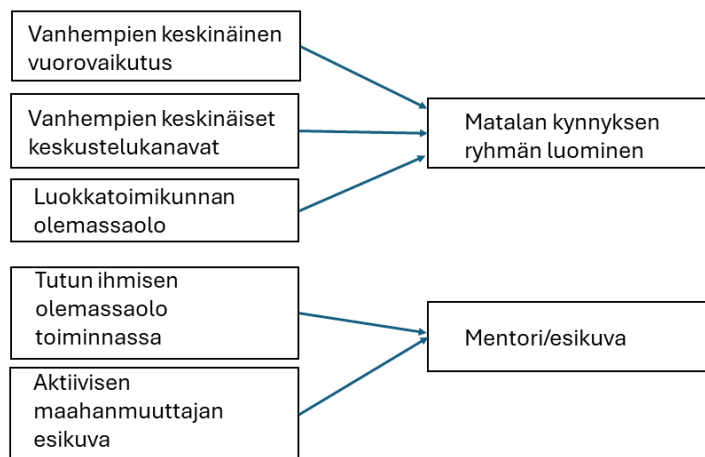 Vanhempien keskinäinen
vuorovaikutus
Vanhempien keskinäiset
keskustelukanavat
Luokkatoimikunnan
olemassaolo
Matalan kynnyksen
ryhmän luominen
Tutun ihmisen
olemassaolo
toiminnassa
Aktiivisen
maahanmuuttajan
esikuva
Mentori/esikuva